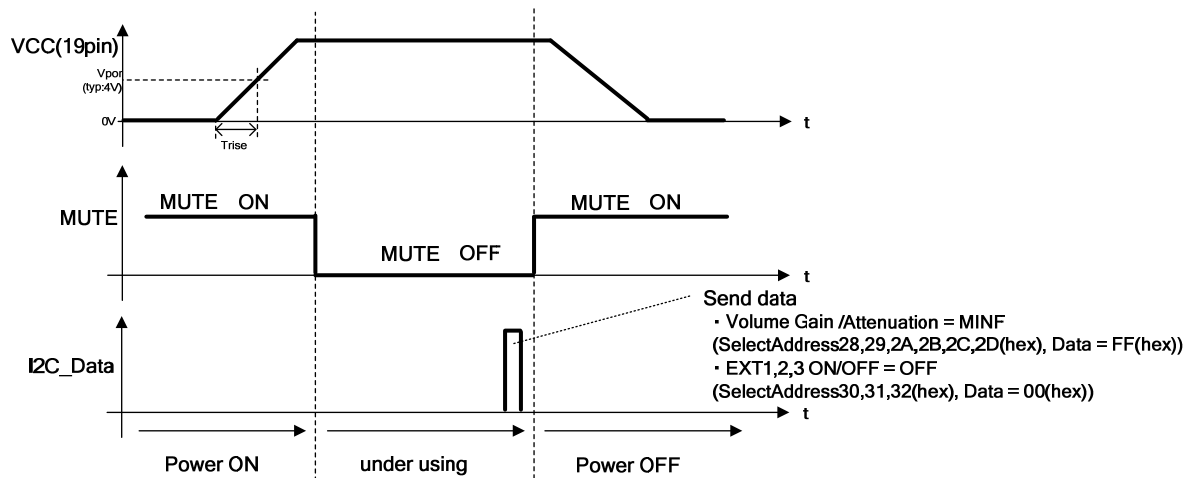 VCC(19pin)
Vpor
(typ:4V)
0V
Trise
t
MUTE
MUTE ON
MUTE OFF
MUTE ON
t
Send data
・Volume Gain /Attenuation = MINF
(SelectAddress28,29,2A,2B,2C,2D(hex), Data = FF(hex))
・EXT1,2,3 ON/OFF = OFF
(SelectAddress30,31,32(hex), Data = 00(hex))
I2C_Data
t
Power ON
under using
Power OFF